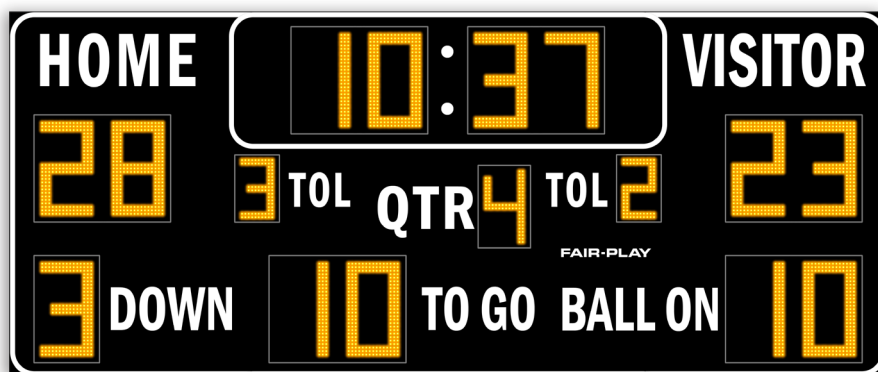 HOME 10:37 VISITOR
28 3 TOL QTR 4 TOL 2 23
FAIR-PLAY
3 DOWN 10 TO GO BALL ON 10